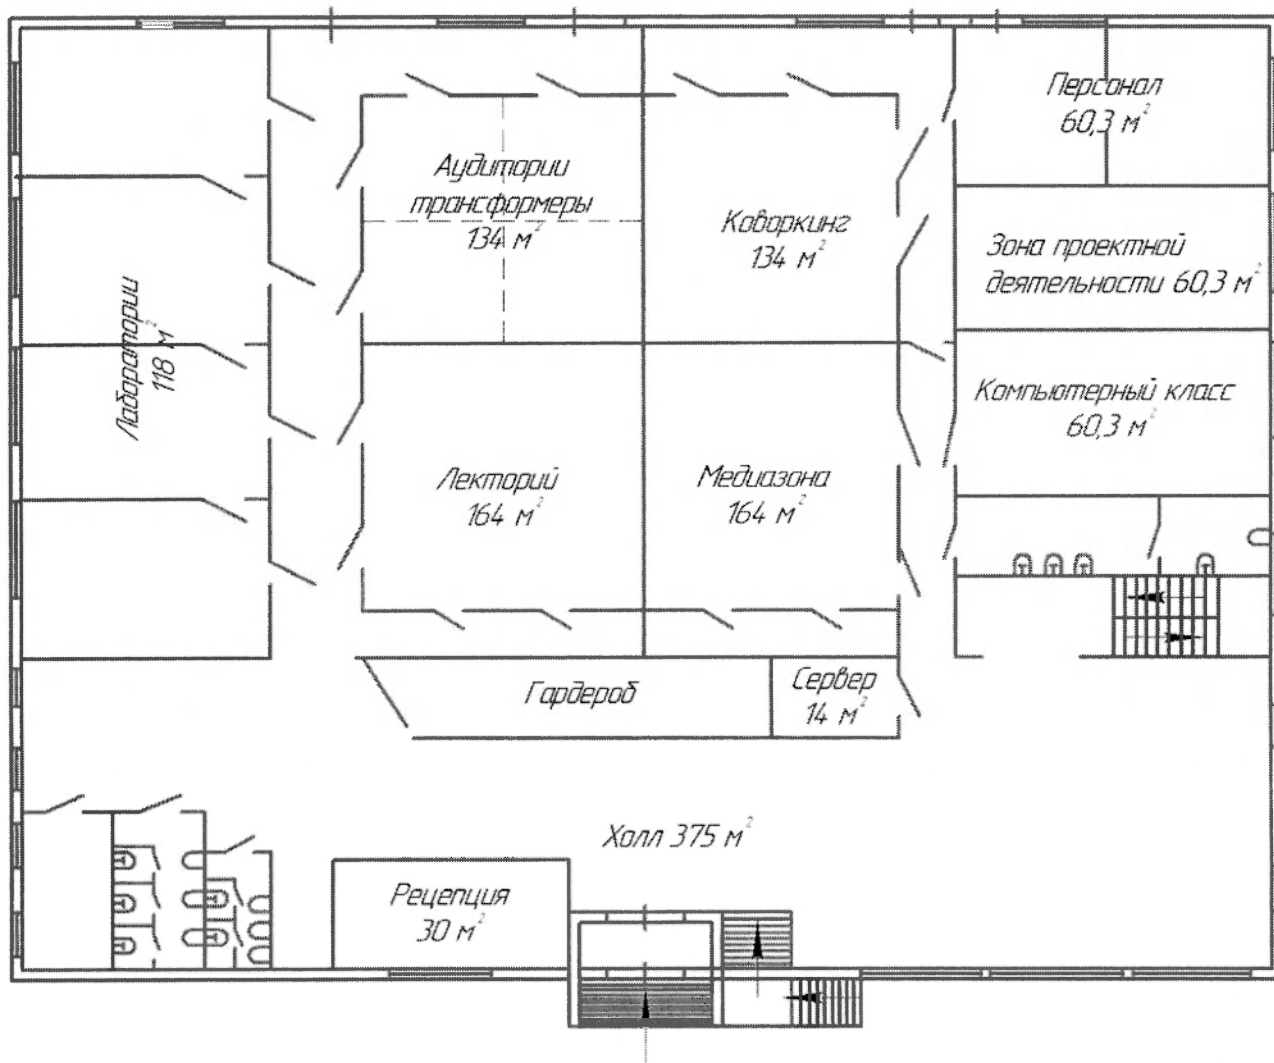 Персонал
60,3 м²
Аудитории
трансформеры
134 м²
Коворкинг
134 м²
Зона проектной
деятельности 60,3 м²
Лаборатории
118 м²
Компьютерный класс
60,3 м²
Лекторий
164 м²
Медиазона
164 м²
Гардероб
Сервер
14 м²
Холл 375 м²
Рецепция
30 м²